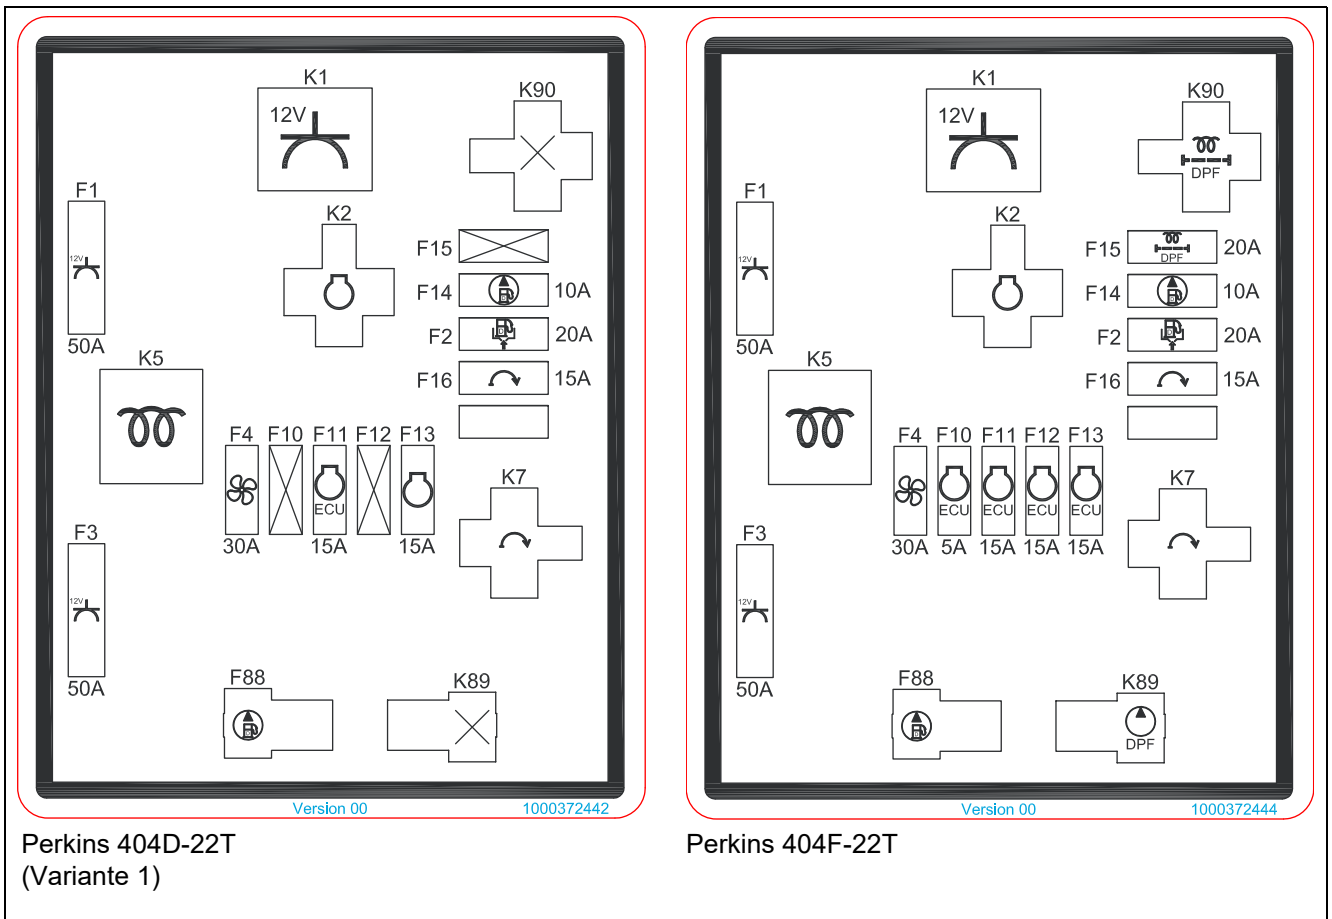 K1
12V
K90
F1
12V
50A
K2
F15
F14 10A
F2 20A
F16 15A
K5
F4 F10 F11 F12 F13
ECU
30A 15A 15A
K7
F3
12V
50A
F88
K89
Version 00 1000372442
Perkins 404D-22T
(Variante 1)
K1
12V
K90
DPF
F1
12V
50A
K2
F15 DPF 20A
F14 10A
F2 20A
F16 15A
K5
F4 F10 F11 F12 F13
ECU ECU ECU ECU
30A 5A 15A 15A 15A
K7
F3
12V
50A
F88
K89
DPF
Version 00 1000372444
Perkins 404F-22T